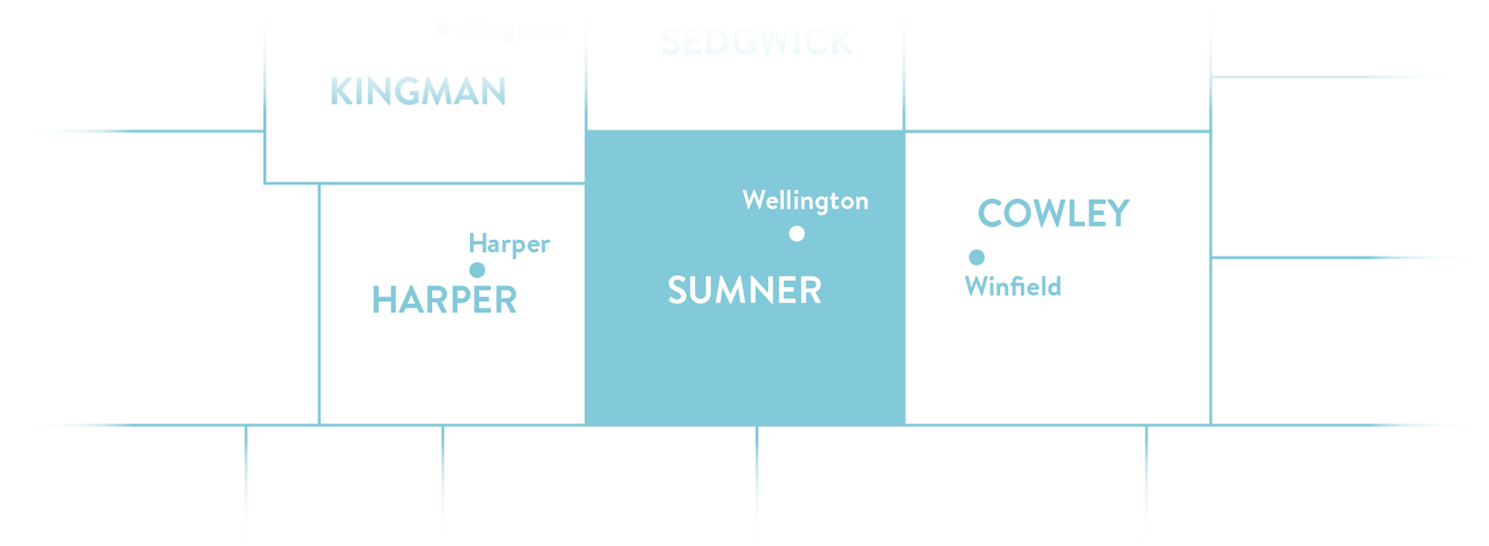 Kingman
SEDGWICK
KINGMAN
Wellington
COWLEY
Harper
Winfield
SUMNER
HARPER